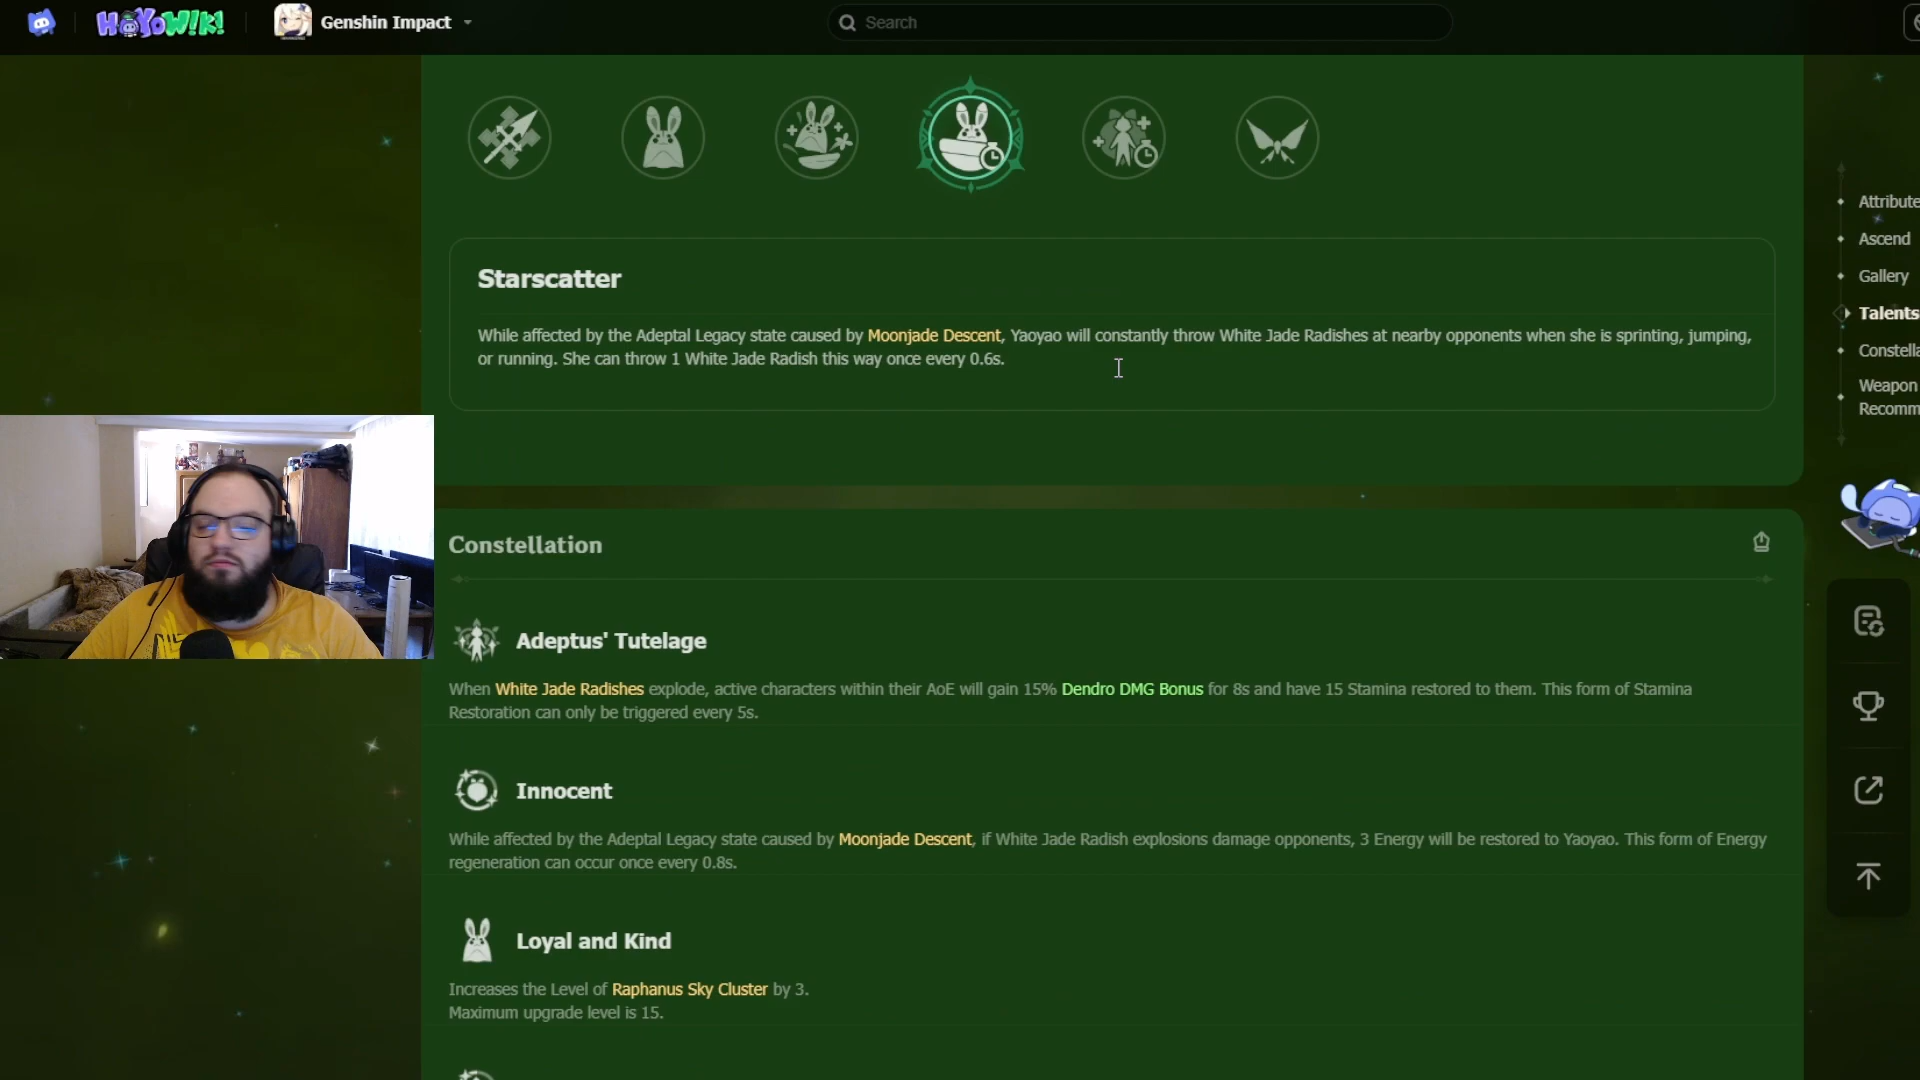 HoYoWiki!
Genshin Impact
Search
Starscatter
While affected by the Adeptal Legacy state caused by Moonjade Descent, Yaoyao will constantly throw White Jade Radishes at nearby opponents when she is sprinting, jumping,
or running. She can throw 1 White Jade Radish this way once every 0.6s.
Constellation
Adeptus' Tutelage
When White Jade Radishes explode, active characters within their AoE will gain 15% Dendro DMG Bonus for 8s and have 15 Stamina restored to them. This form of Stamina
Restoration can only be triggered every 5s.
Innocent
While affected by the Adeptal Legacy state caused by Moonjade Descent, if White Jade Radish explosions damage opponents, 3 Energy will be restored to Yaoyao. This form of Energy
regeneration can occur once every 0.8s.
Loyal and Kind
Increases the Level of Raphanus Sky Cluster by 3.
Maximum upgrade level is 15.
Attribute
Ascend
Gallery
Talents
Constella
Weapon
Recomm